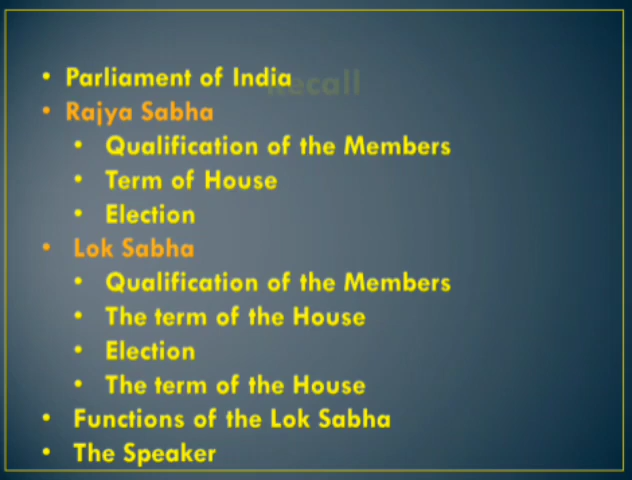 Recall
• Parliament of India
• Rajya Sabha
• Qualification of the Members
• Term of House
• Election
• Lok Sabha
• Qualification of the Members
• The term of the House
• Election
• The term of the House
• Functions of the Lok Sabha
• The Speaker